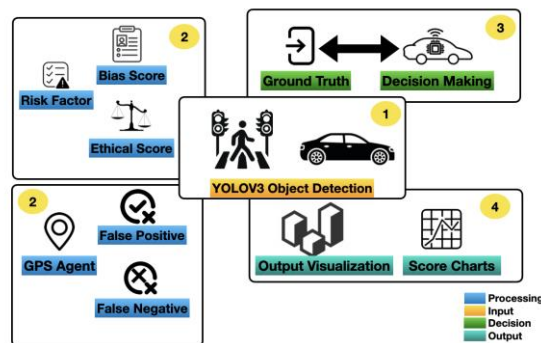 2
Bias Score
Risk Factor
Ethical Score
3
Ground Truth
Decision Making
1
YOLOV3 Object Detection
2
False Positive
GPS Agent
False Negative
4
Output Visualization
Score Charts
Processing
Input
Decision
Output